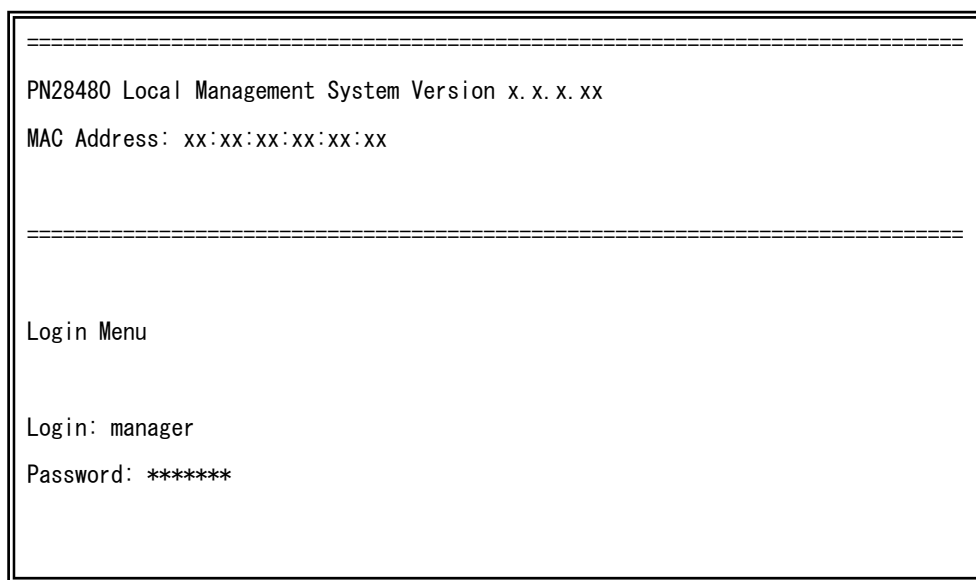 ==============================================================================
PN28480 Local Management System Version x.x.x.xx
MAC Address: xx:xx:xx:xx:xx:xx
==============================================================================
Login Menu
Login: manager
Password: *******